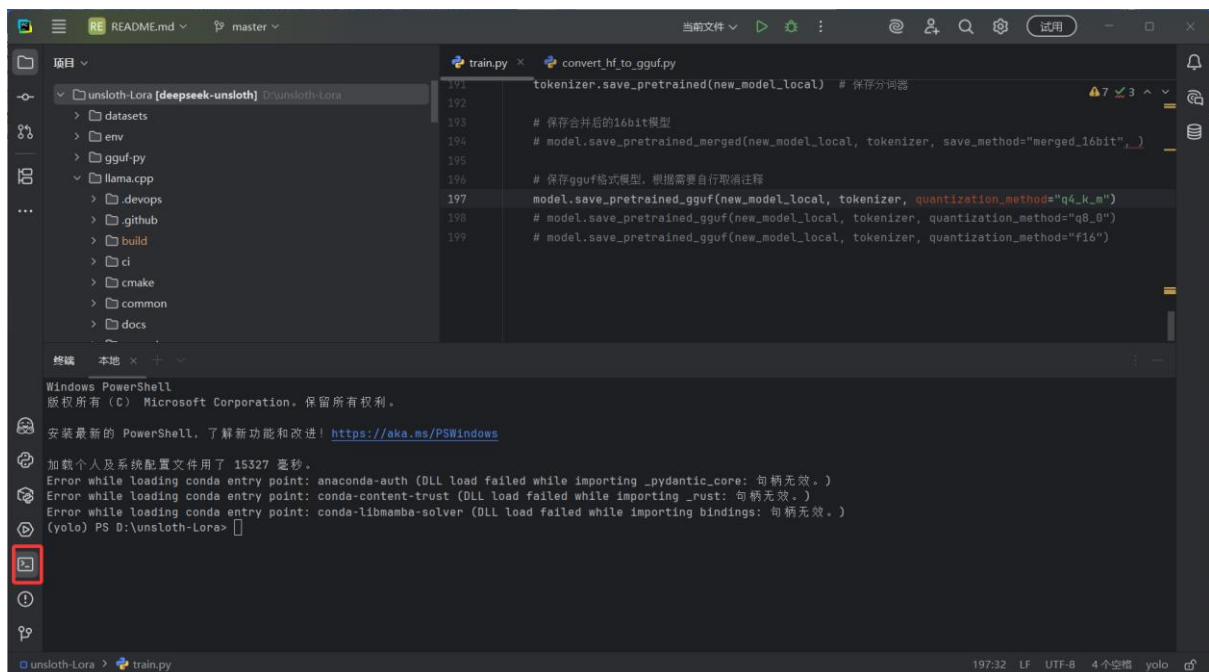 RE README.md master 当前文件 试用
项目
train.py convert_hf_to_gguf.py
unsloth-Lora [deepseek-unsloth] D:\unsloth-Lora
datasets
env
gguf-py
llama.cpp
.devops
.github
build
ci
cmake
common
docs
7 3
191 tokenizer.save_pretrained(new_model_local) # 保存分词器
192
193 # 保存合并后的16bit模型
194 # model.save_pretrained_merged(new_model_local, tokenizer, save_method="merged_16bit", )
195
196 # 保存gguf格式模型，根据需要自行取消注释
197 model.save_pretrained_gguf(new_model_local, tokenizer, quantization_method="q4_k_m")
198 # model.save_pretrained_gguf(new_model_local, tokenizer, quantization_method="q8_0")
199 # model.save_pretrained_gguf(new_model_local, tokenizer, quantization_method="f16")
终端 本地
Windows PowerShell
版权所有 (C) Microsoft Corporation。保留所有权利。
安装最新的 PowerShell，了解新功能和改进！https://aka.ms/PSWindows
加载个人及系统配置文件用了 15327 毫秒。
Error while loading conda entry point: anaconda-auth (DLL load failed while importing _pydantic_core: 句柄无效。)
Error while loading conda entry point: conda-content-trust (DLL load failed while importing _rust: 句柄无效。)
Error while loading conda entry point: conda-libmamba-solver (DLL load failed while importing bindings: 句柄无效。)
(yolo) PS D:\unsloth-Lora>
unsloth-Lora > train.py 197:32 LF UTF-8 4个空格 yolo